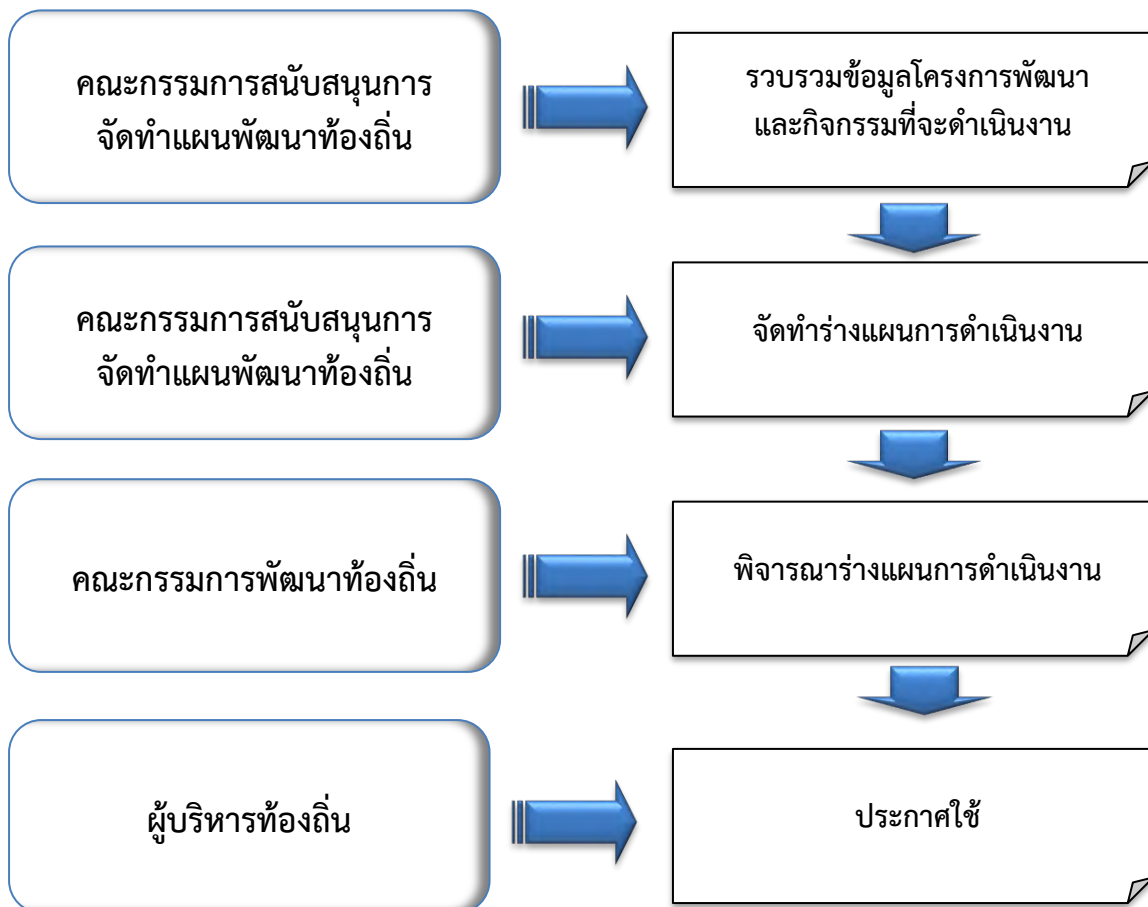 คณะกรรมการสนับสนุนการ
จัดทำแผนพัฒนาท้องถิ่น
รวบรวมข้อมูลโครงการพัฒนา
และกิจกรรมที่จะดำเนินงาน
คณะกรรมการสนับสนุนการ
จัดทำแผนพัฒนาท้องถิ่น
จัดทำร่างแผนการดำเนินงาน
คณะกรรมการพัฒนาท้องถิ่น
พิจารณาร่างแผนการดำเนินงาน
ผู้บริหารท้องถิ่น
ประกาศใช้